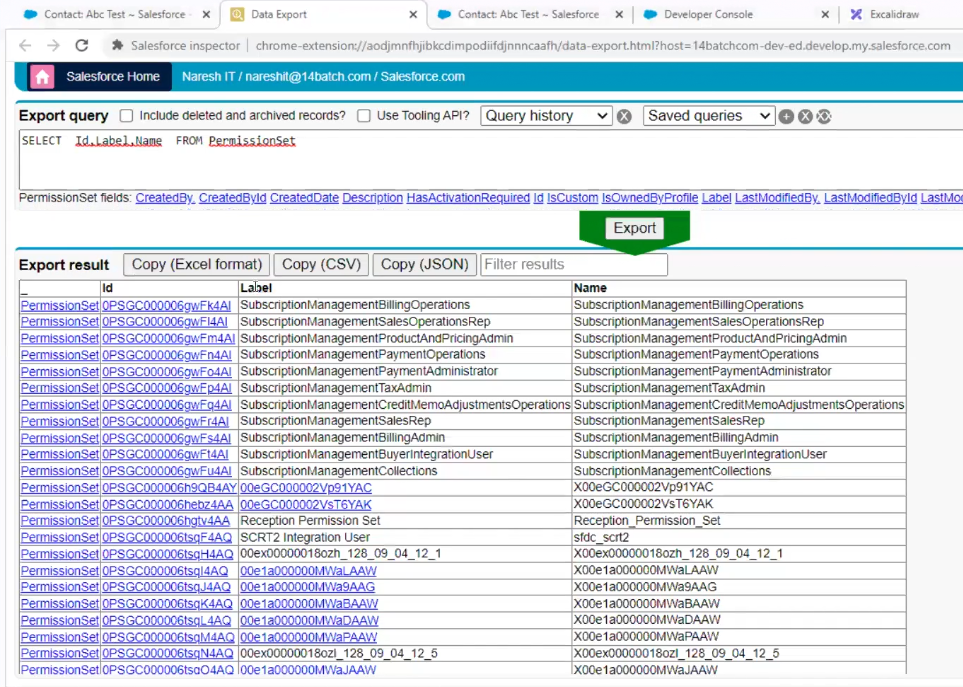 Contact: Abc Test ~ Salesforce - Data Export Contact: Abc Test ~ Salesforce Developer Console Excalidraw
Salesforce inspector chrome-extension://aodjmnfhjibkcdimpodiifdjnnncaafh/data-export.html?host=14batchcom-dev-ed.develop.my.salesforce.com
Salesforce Home Naresh IT / nareshit@14batch.com / Salesforce.com
Export query Include deleted and archived records? Use Tooling API? Query history Saved queries
SELECT Id,Label,Name FROM PermissionSet
PermissionSet fields: CreatedBy. CreatedById CreatedDate Description HasActivationRequired Id IsCustom IsOwnedByProfile Label LastModifiedBy. LastModifiedById LastMo
Export
Export result Copy (Excel format) Copy (CSV) Copy (JSON) Filter results
_ Id Label Name
PermissionSet 0PSGC000006gwFk4AI SubscriptionManagementBillingOperations SubscriptionManagementBillingOperations
PermissionSet 0PSGC000006gwFl4AI SubscriptionManagementSalesOperationsRep SubscriptionManagementSalesOperationsRep
PermissionSet 0PSGC000006gwFm4AI SubscriptionManagementProductAndPricingAdmin SubscriptionManagementProductAndPricingAdmin
PermissionSet 0PSGC000006gwFn4AI SubscriptionManagementPaymentOperations SubscriptionManagementPaymentOperations
PermissionSet 0PSGC000006gwFo4AI SubscriptionManagementPaymentAdministrator SubscriptionManagementPaymentAdministrator
PermissionSet 0PSGC000006gwFp4AI SubscriptionManagementTaxAdmin SubscriptionManagementTaxAdmin
PermissionSet 0PSGC000006gwFq4AI SubscriptionManagementCreditMemoAdjustmentsOperations SubscriptionManagementCreditMemoAdjustmentsOperations
PermissionSet 0PSGC000006gwFr4AI SubscriptionManagementSalesRep SubscriptionManagementSalesRep
PermissionSet 0PSGC000006gwFs4AI SubscriptionManagementBillingAdmin SubscriptionManagementBillingAdmin
PermissionSet 0PSGC000006gwFt4AI SubscriptionManagementBuyerIntegrationUser SubscriptionManagementBuyerIntegrationUser
PermissionSet 0PSGC000006gwFu4AI SubscriptionManagementCollections SubscriptionManagementCollections
PermissionSet 0PSGC000006h9QB4AY 00eGC000002Vp91YAC X00eGC000002Vp91YAC
PermissionSet 0PSGC000006hebz4AA 00eGC000002VsT6YAK X00eGC000002VsT6YAK
PermissionSet 0PSGC000006hgtv4AA Reception Permission Set Reception_Permission_Set
PermissionSet 0PSGC000006tsqF4AQ SCRT2 Integration User sfdc_scrt2
PermissionSet 0PSGC000006tsqH4AQ 00ex00000018ozh_128_09_04_12_1 X00ex00000018ozh_128_09_04_12_1
PermissionSet 0PSGC000006tsqI4AQ 00e1a000000MWaLAAW X00e1a000000MWaLAAW
PermissionSet 0PSGC000006tsqJ4AQ 00e1a000000MWa9AAG X00e1a000000MWa9AAG
PermissionSet 0PSGC000006tsqK4AQ 00e1a000000MWaBAAW X00e1a000000MWaBAAW
PermissionSet 0PSGC000006tsqL4AQ 00e1a000000MWaDAAW X00e1a000000MWaDAAW
PermissionSet 0PSGC000006tsqM4AQ 00e1a000000MWaPAAW X00e1a000000MWaPAAW
PermissionSet 0PSGC000006tsqN4AQ 00ex00000018ozl_128_09_04_12_5 X00ex00000018ozl_128_09_04_12_5
PermissionSet 0PSGC000006tsqO4AQ 00e1a000000MWaJAAW X00e1a000000MWaJAAW